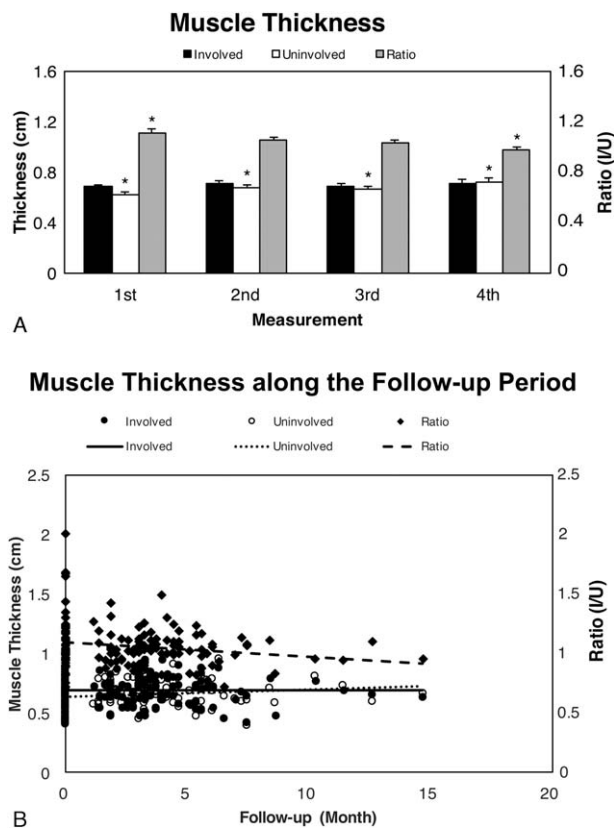 Muscle Thickness
Involved Uninvolved Ratio
1.6 1.6
1.2 1.2
0.8 0.8
0.4 0.4
0 0
Thickness (cm)
Ratio (I/U)
* * * * * *
1st 2nd 3rd 4th
Measurement
A
Muscle Thickness along the Follow-up Period
Involved Uninvolved Ratio
Involved Uninvolved Ratio
2.5 2.5
2 2
1.5 1.5
1 1
0.5 0.5
0 0
Muscle Thickness (cm)
Ratio (I/U)
0 5 10 15 20
Follow-up (Month)
B